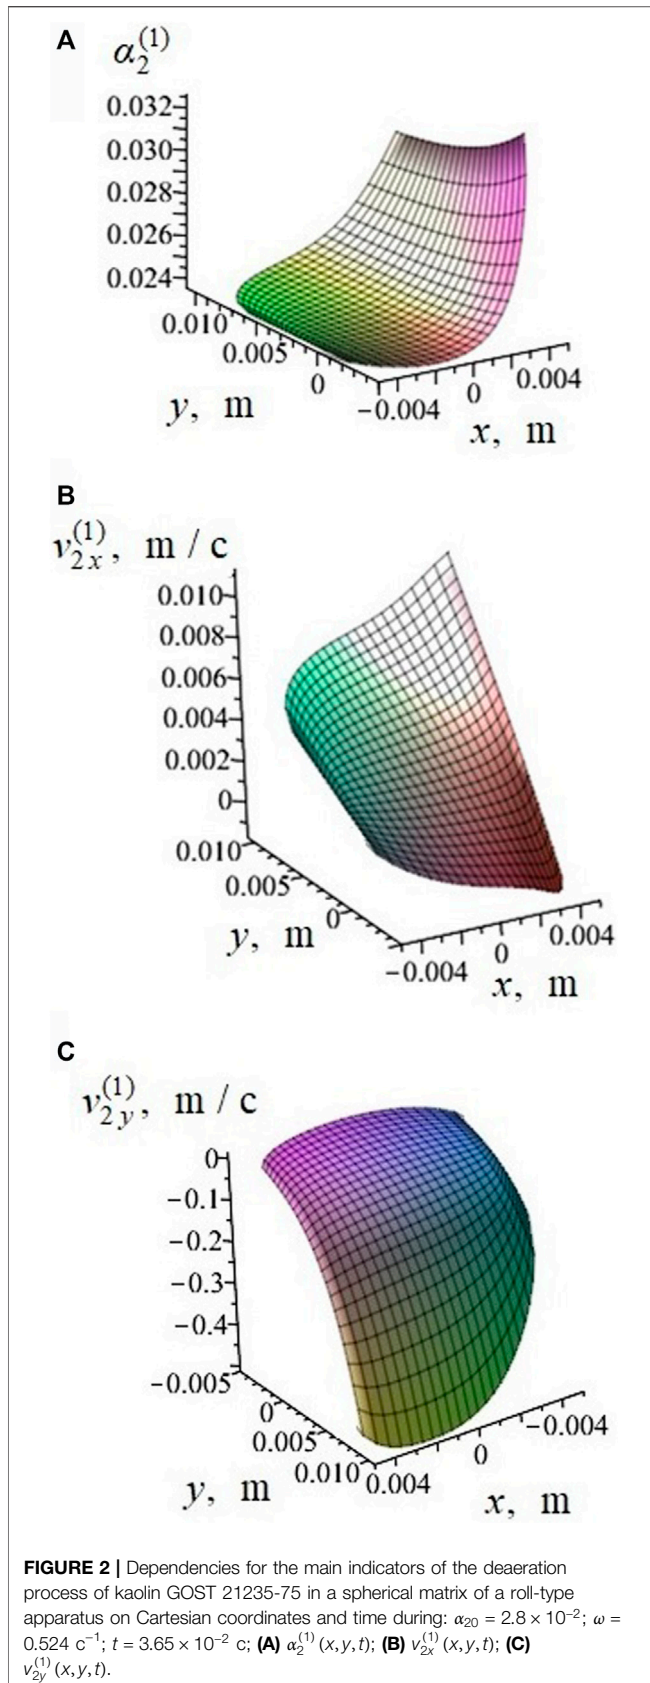 A
α₂⁽¹⁾
0.032
0.030
0.028
0.026
0.024
0.010
0.005
0
y, m
−0.004
0
0.004
x, m
B
v₂ₓ⁽¹⁾, m / c
0.010
0.008
0.006
0.004
0.002
0
0.010
0.005
0
y, m
−0.004
0
0.004
x, m
C
v₂y⁽¹⁾, m / c
0
−0.1
−0.2
−0.3
−0.4
−0.005
0
0.005
0.010
y, m
0.004
0
−0.004
x, m
FIGURE 2 | Dependencies for the main indicators of the deaeration
process of kaolin GOST 21235-75 in a spherical matrix of a roll-type
apparatus on Cartesian coordinates and time during: α₂₀ = 2.8 × 10⁻²; ω =
0.524 c⁻¹; t = 3.65 × 10⁻² c; (A) α₂⁽¹⁾ (x,y,t); (B) v₂ₓ⁽¹⁾ (x,y,t); (C)
v₂y⁽¹⁾ (x,y,t).